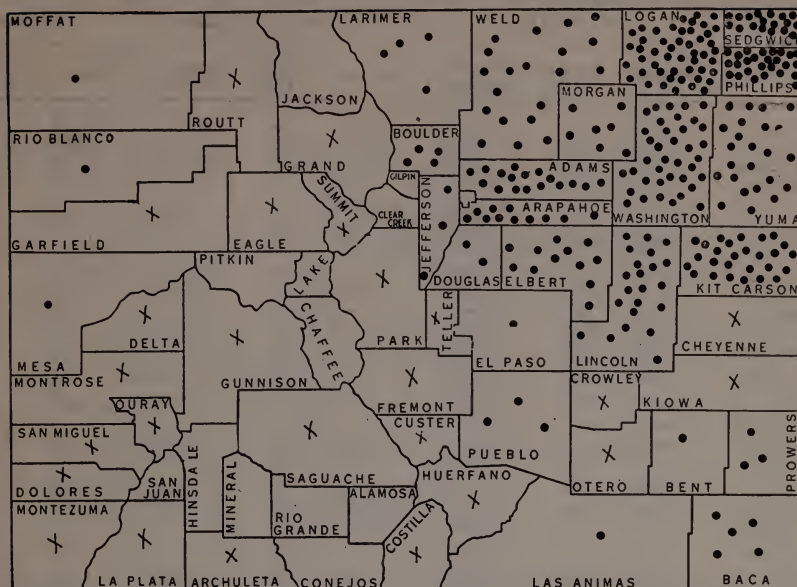 MOFFAT
LARIMER
WELD
LOGAN
SEDGWICK
PHILLIPS
ROUTT
JACKSON
MORGAN
RIO BLANCO
BOULDER
GRAND
GILPIN
ADAMS
SUMMIT
CLEAR CREEK
JEFFERSON
ARAPAHOE
WASHINGTON
YUMA
GARFIELD
EAGLE
PITKIN
LAKE
DOUGLAS
ELBERT
KIT CARSON
CHAFFEE
PARK
TELLER
DELTA
CHEYENNE
MESA
EL PASO
LINCOLN
MONTROSE
GUNNISON
CROWLEY
KIOWA
OURAY
FREMONT
CUSTER
SAN MIGUEL
PUEBLO
PROWERS
HINSDALE
MINERAL
SAGUACHE
HUERFANO
OTERO
BENT
DOLORES
SAN JUAN
ALAMOSA
MONTEZUMA
RIO GRANDE
COSTILLA
LA PLATA
ARCHULETA
CONEJOS
LAS ANIMAS
BACA